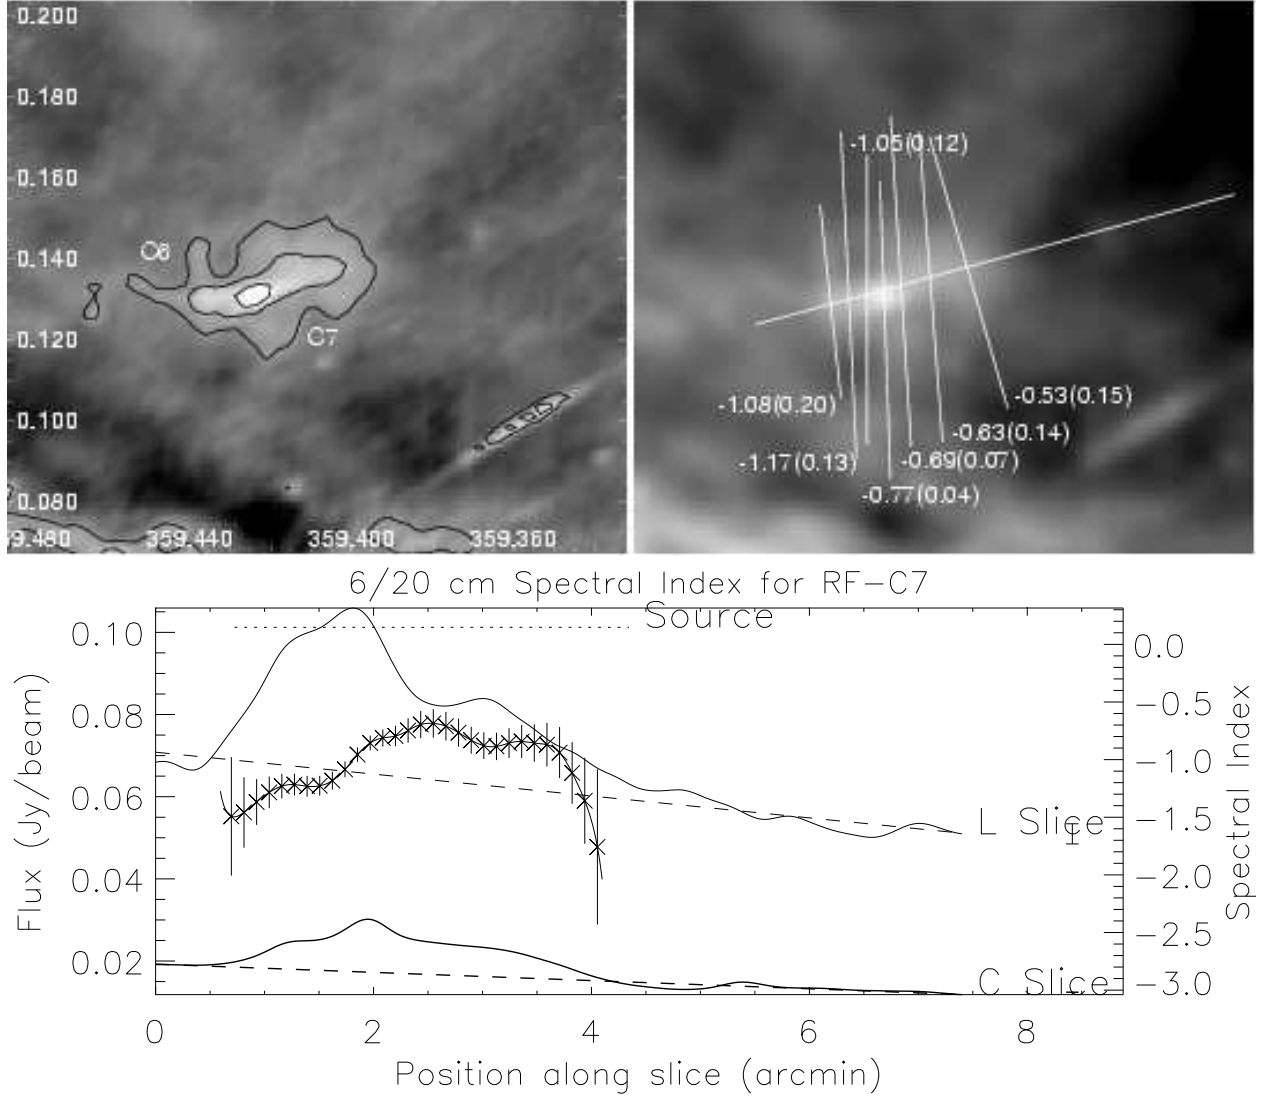 0.200
0.180
0.160
0.140
0.120
0.100
0.080
C6
C7
9.480 359.440 359.400 359.360
-1.05(0.12)
-1.08(0.20)
-0.53(0.15)
-0.63(0.14)
-1.17(0.13)
-0.69(0.07)
-0.77(0.04)
6/20 cm Spectral Index for RF-C7
Source
0.10
0.08
0.06
0.04
0.02
Flux (Jy/beam)
0.0
-0.5
-1.0
-1.5
-2.0
-2.5
-3.0
Spectral Index
L Slice
C Slice
0 2 4 6 8
Position along slice (arcmin)